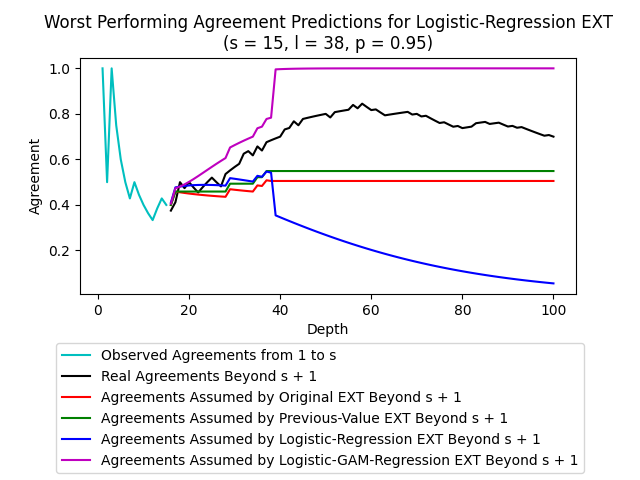 Worst Performing Agreement Predictions for Logistic-Regression EXT
(s = 15, l = 38, p = 0.95)
1.0
0.8
0.6
0.4
0.2
Agreement
0 20 40 60 80 100
Depth
Observed Agreements from 1 to s
Real Agreements Beyond s + 1
Agreements Assumed by Original EXT Beyond s + 1
Agreements Assumed by Previous-Value EXT Beyond s + 1
Agreements Assumed by Logistic-Regression EXT Beyond s + 1
Agreements Assumed by Logistic-GAM-Regression EXT Beyond s + 1